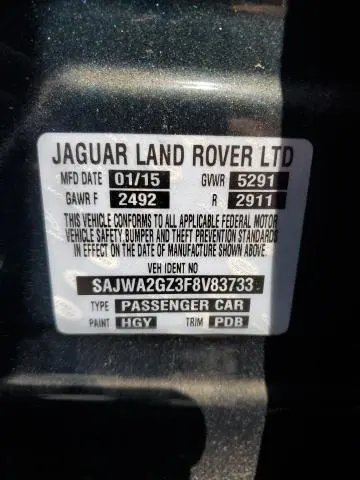 JAGUAR LAND ROVER LTD
MFD DATE 01/15 GVWR 5291
GAWR F 2492 R 2911
THIS VEHICLE CONFORMS TO ALL APPLICABLE FEDERAL MOTOR
VEHICLE SAFETY, BUMPER AND THEFT PREVENTION STANDARDS
IN EFFECT ON THE DATE OF MANUFACTURE SHOWN ABOVE.
VEH IDENT NO
SAJWA2GZ3F8V83733
TYPE PASSENGER CAR
PAINT HGY TRIM PDB